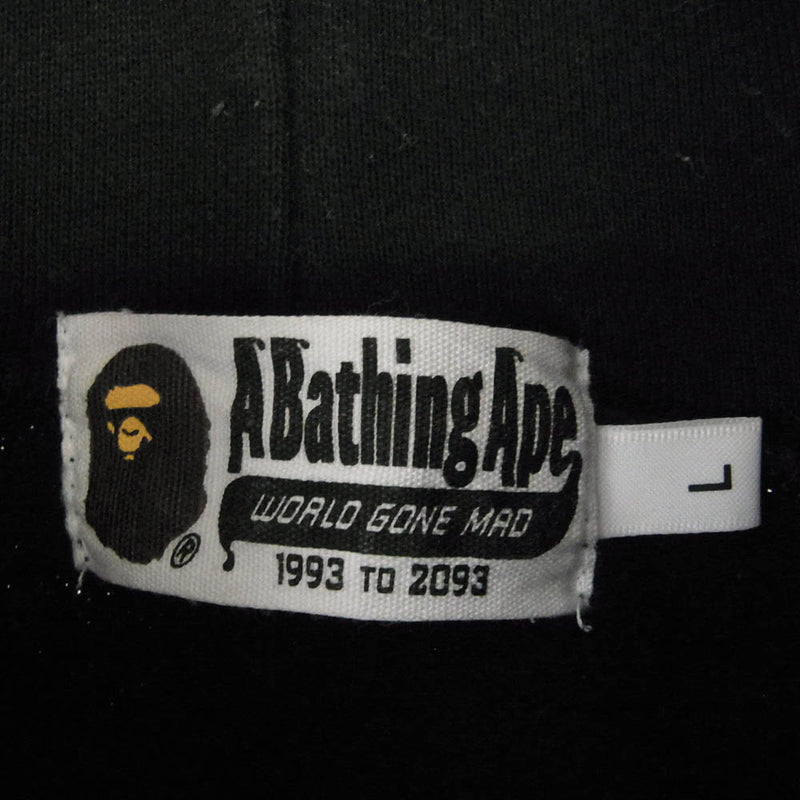 A Bathing Ape
WORLD GONE MAD
1993 TO 2093
®
L